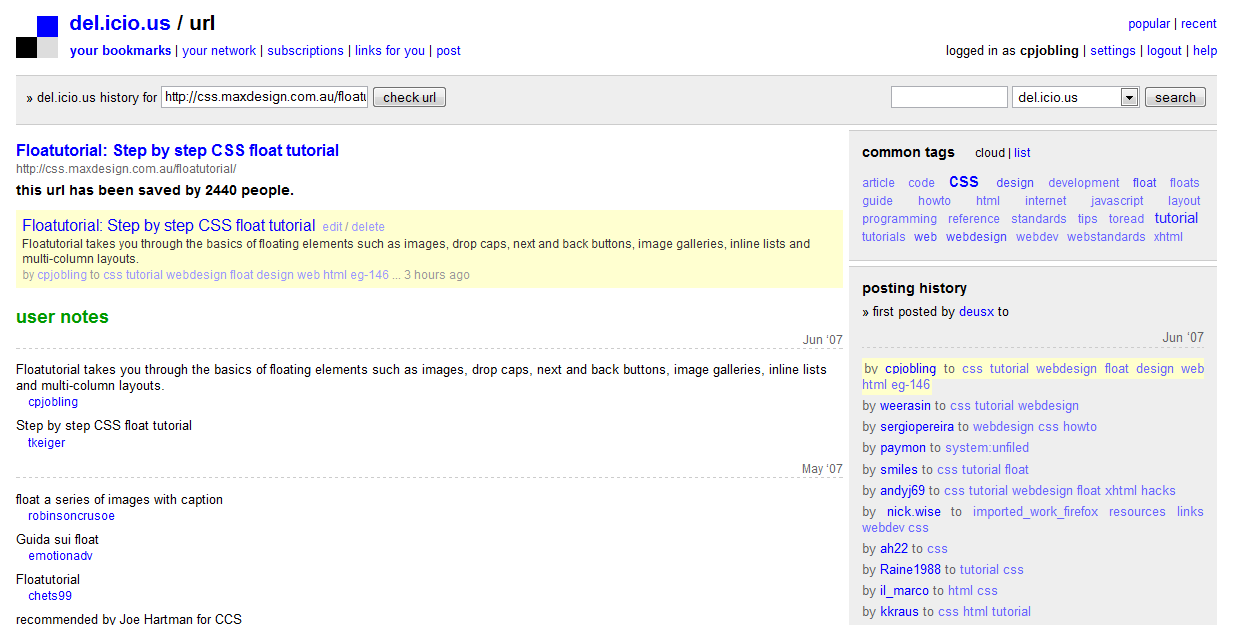 del.icio.us / url
popular | recent
your bookmarks | your network | subscriptions | links for you | post
logged in as cpjobling | settings | logout | help
» del.icio.us history for http://css.maxdesign.com.au/floatu check url
del.icio.us search
Floatutorial: Step by step CSS float tutorial
http://css.maxdesign.com.au/floatutorial/
this url has been saved by 2440 people.
Floatutorial: Step by step CSS float tutorial edit / delete
Floatutorial takes you through the basics of floating elements such as images, drop caps, next and back buttons, image galleries, inline lists and
multi-column layouts.
by cpjobling to css tutorial webdesign float design web html eg-146 ... 3 hours ago
user notes
Jun ‘07
Floatutorial takes you through the basics of floating elements such as images, drop caps, next and back buttons, image galleries, inline lists
and multi-column layouts.
cpjobling
Step by step CSS float tutorial
tkeiger
May ‘07
float a series of images with caption
robinsoncrusoe
Guida sui float
emotionadv
Floatutorial
chets99
recommended by Joe Hartman for CCS
common tags cloud | list
article code CSS design development float floats
guide howto html internet javascript layout
programming reference standards tips toread tutorial
tutorials web webdesign webdev webstandards xhtml
posting history
» first posted by deusx to
Jun ‘07
by cpjobling to css tutorial webdesign float design web
html eg-146
by weerasin to css tutorial webdesign
by sergiopereira to webdesign css howto
by paymon to system:unfiled
by smiles to css tutorial float
by andyj69 to css tutorial webdesign float xhtml hacks
by nick.wise to imported_work_firefox resources links
webdev css
by ah22 to css
by Raine1988 to tutorial css
by il_marco to html css
by kkraus to css html tutorial